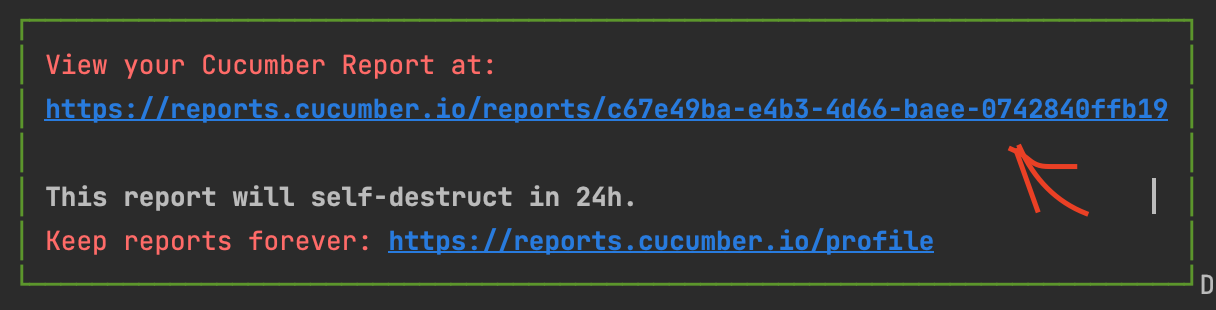 View your Cucumber Report at:
https://reports.cucumber.io/reports/c67e49ba-e4b3-4d66-baee-0742840ffb19
This report will self-destruct in 24h.
Keep reports forever: https://reports.cucumber.io/profile
D